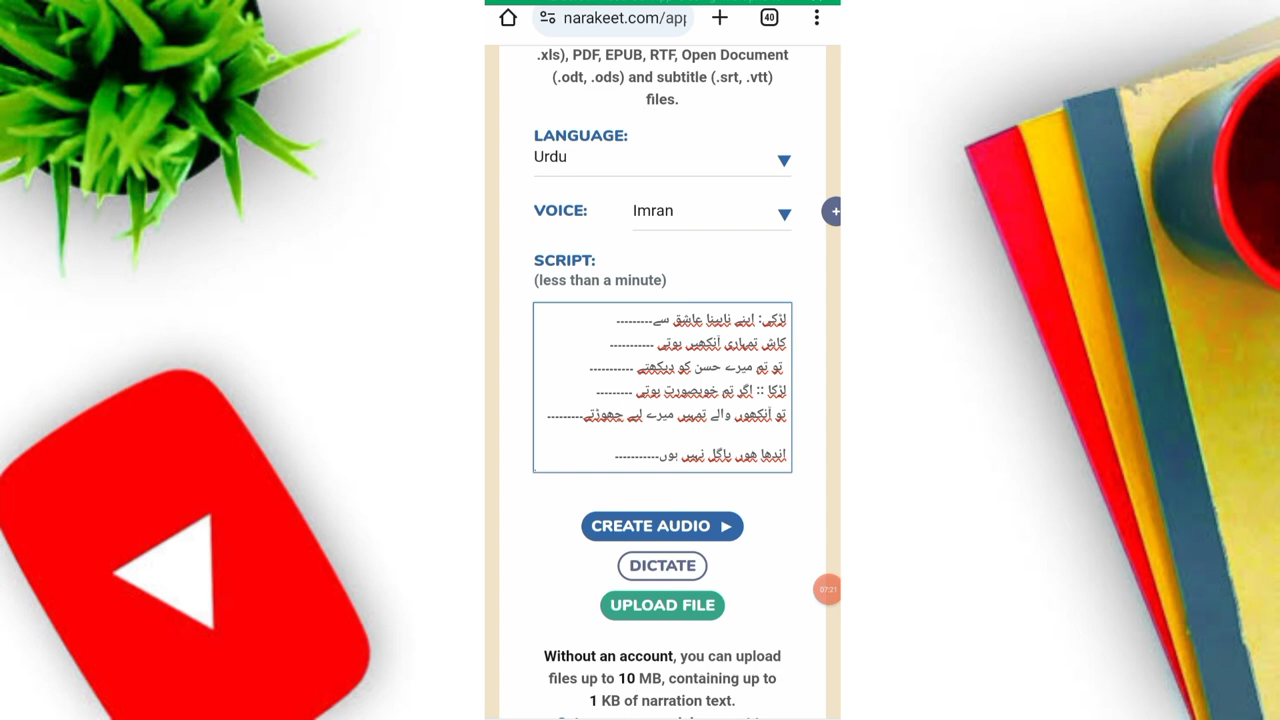 narakeet.com/app
40
.xls), PDF, EPUB, RTF, Open Document
(.odt, .ods) and subtitle (.srt, .vtt)
files.
LANGUAGE:
Urdu
VOICE: Imran
SCRIPT:
(less than a minute)
لڑکی: اپنے نابینا عاشق سے---------
کاش تمہاری آنکھیں ہوتی -----------
تو تم میرے حسن کو دیکھتے -----------
لڑکا :: اگر تم خوبصورت ہوتی ---------
تو آنکھوں والے تمہیں میرے لیے چھوڑتے---------
اندھا ھوں پاگل نہیں ہوں-----------
CREATE AUDIO
DICTATE
UPLOAD FILE
07:21
Without an account, you can upload
files up to 10 MB, containing up to
1 KB of narration text.